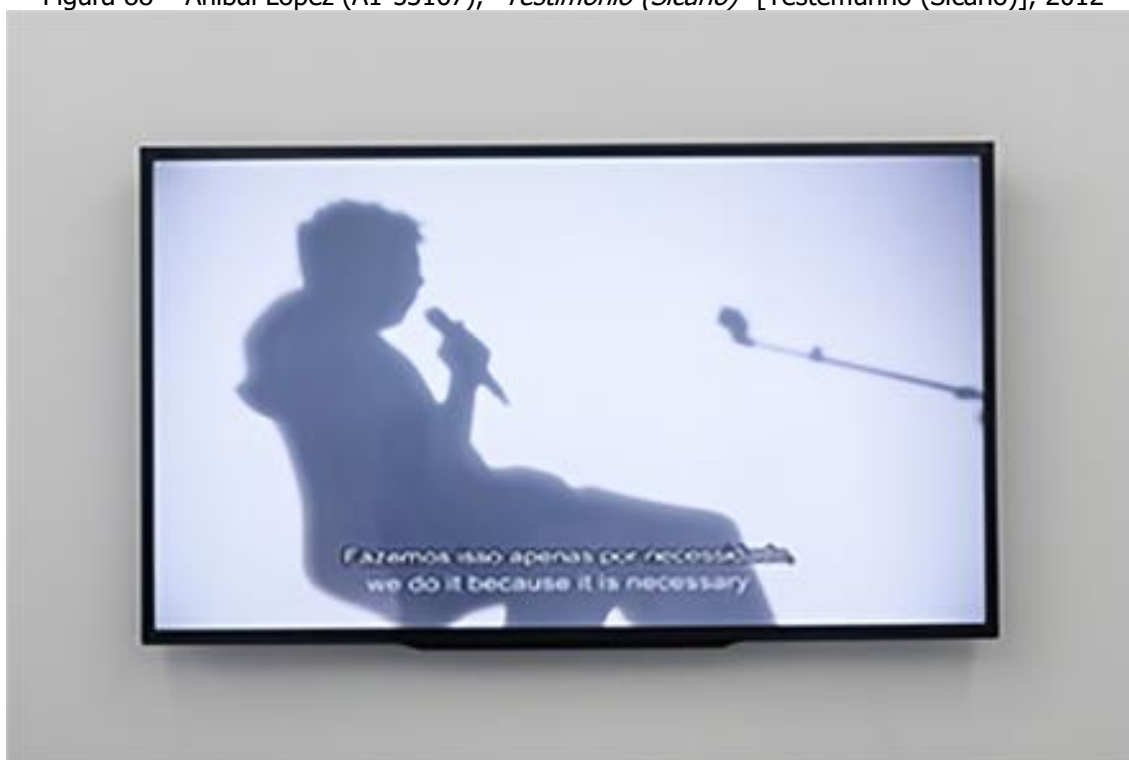 Figura 68 – Aníbal López (A1-53167), "Testimonio (Sicario)" [Testemunho (Sicário)], 2012
Fazemos isso apenas por necessidade,
we do it because it is necessary